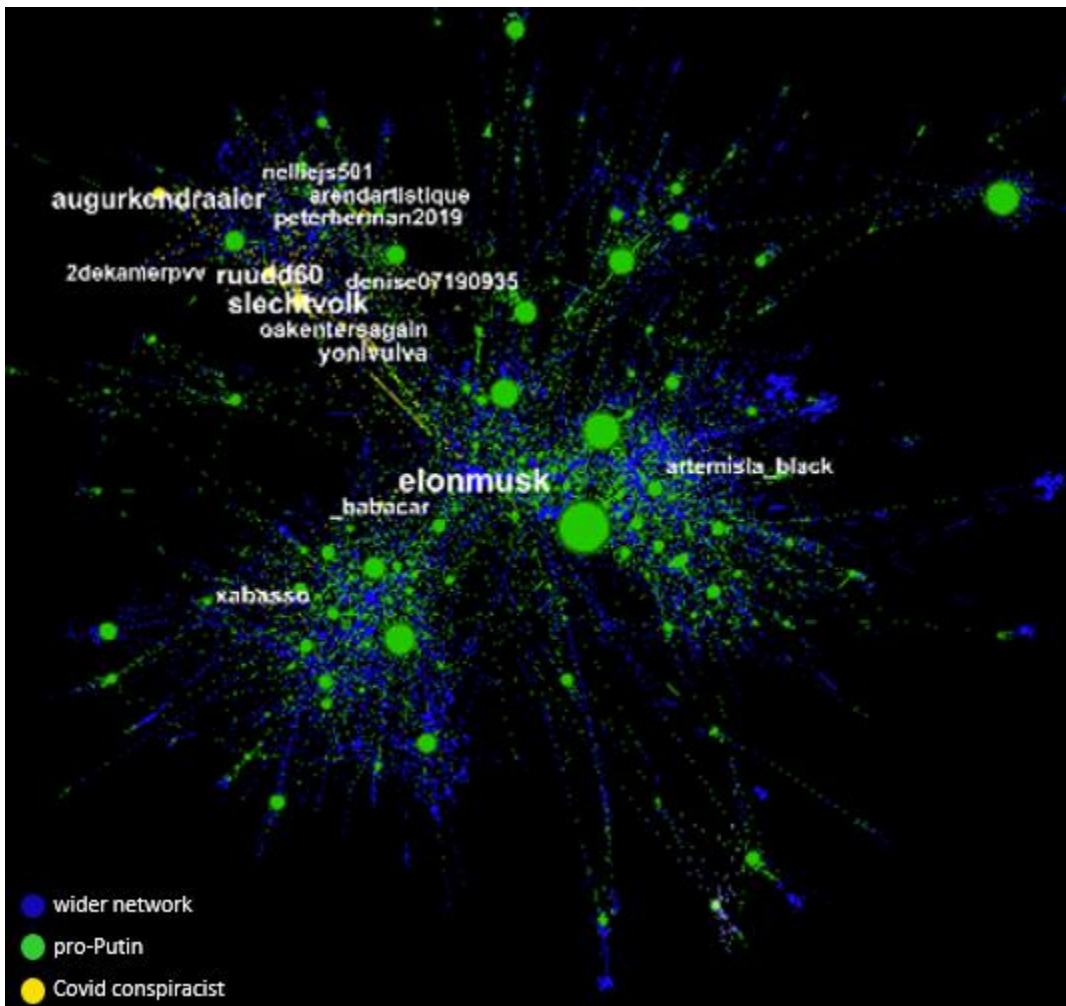 nelliejs501
augurkendraaier
arendartistique
peterherman2019
2dekamerpvv
ruudd60
denise07190935
slechtvolk
oakentersagain
yonivulva
artemisia_black
elonmusk
_babacar
xabasso
wider network
pro-Putin
Covid conspiracist